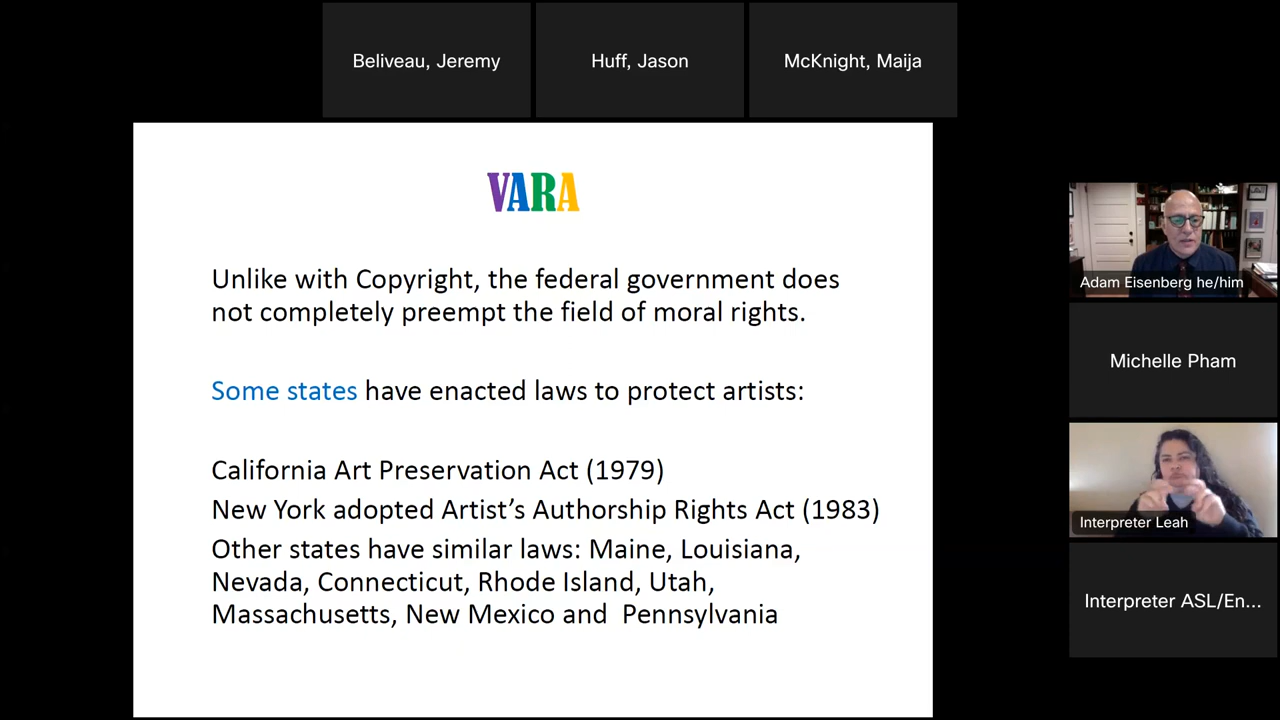 Beliveau, Jeremy
Huff, Jason
McKnight, Maija
VARA
Unlike with Copyright, the federal government does
not completely preempt the field of moral rights.
Some states have enacted laws to protect artists:
California Art Preservation Act (1979)
New York adopted Artist’s Authorship Rights Act (1983)
Other states have similar laws: Maine, Louisiana,
Nevada, Connecticut, Rhode Island, Utah,
Massachusetts, New Mexico and  Pennsylvania
Adam Eisenberg he/him
Michelle Pham
Interpreter Leah
Interpreter ASL/En...